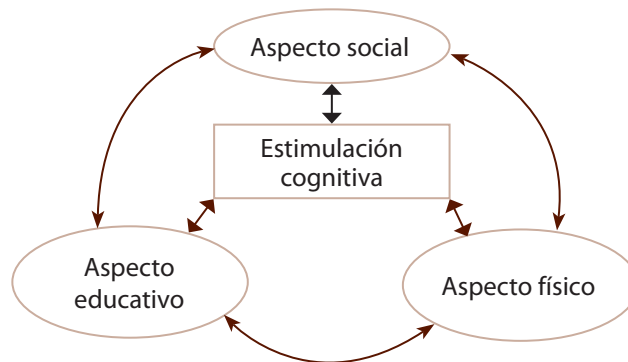 Aspecto social
Estimulación
cognitiva
Aspecto
educativo
Aspecto físico